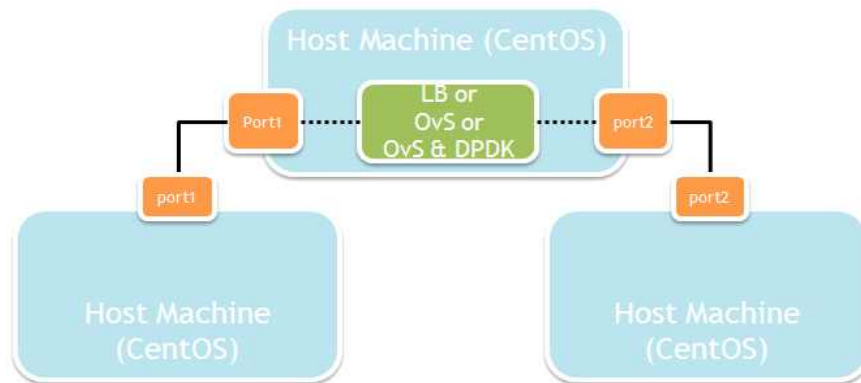 Host Machine (CentOS)
LB or
OvS or
OvS & DPDK
Port1
port2
port1
port2
Host Machine
(CentOS)
Host Machine
(CentOS)